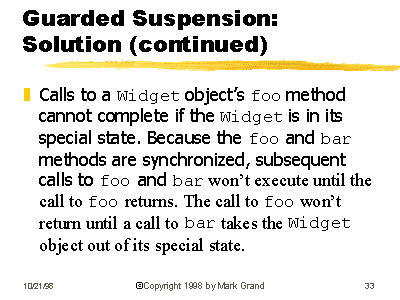 Guarded Suspension:
Solution (continued)
Calls to a Widget object's foo method
cannot complete if the Widget is in its
special state. Because the foo and bar
methods are synchronized, subsequent
calls to foo and bar won't execute until the
call to foo returns. The call to foo won't
return until a call to bar takes the Widget
object out of its special state.
10/21/98 ©Copyright 1998 by Mark Grand 33